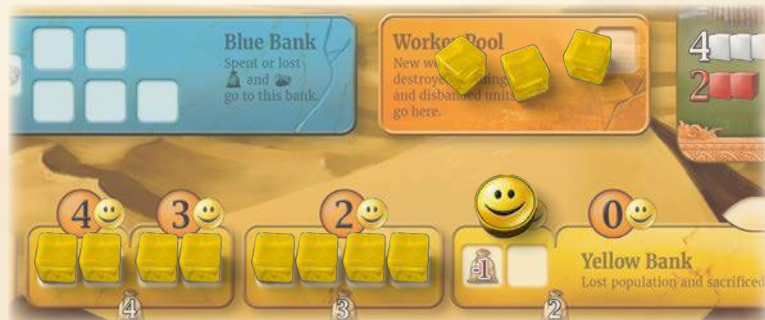 Blue Bank
Spent or lost
and
go to this bank.
Worker Pool
New
destroyed
and disbanded units
go here.
4
2
4
3
2
0
-1
Yellow Bank
Lost population and sacrificed
4
3
2